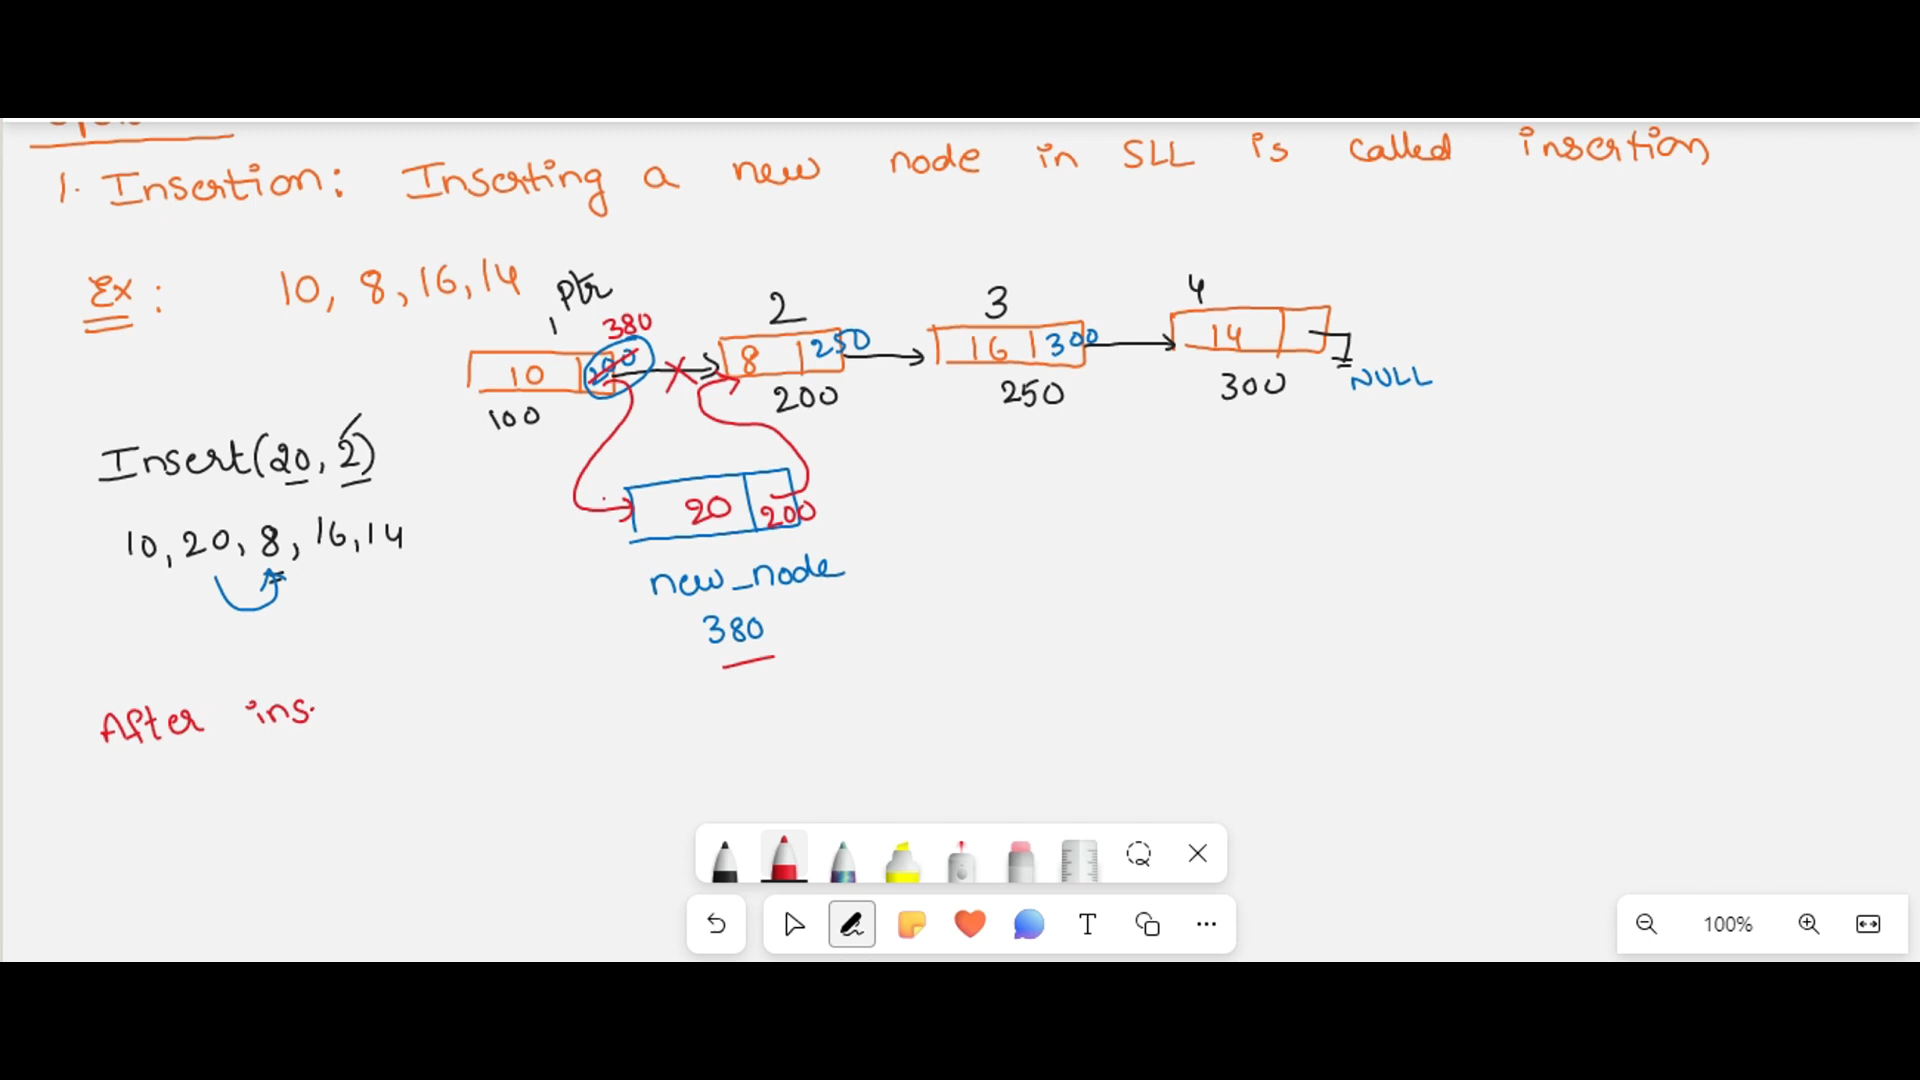 1. Insertion: Inserting a new node in SLL is called insertion
Ex: 10, 8, 16, 14
Ptr
1 2 3 4
380
10 200 8 250 16 300 14
100 200 250 300 NULL
Insert(20, 2)
20 200
10, 20, 8, 16, 14
new_node
380
After ins.
T
100%